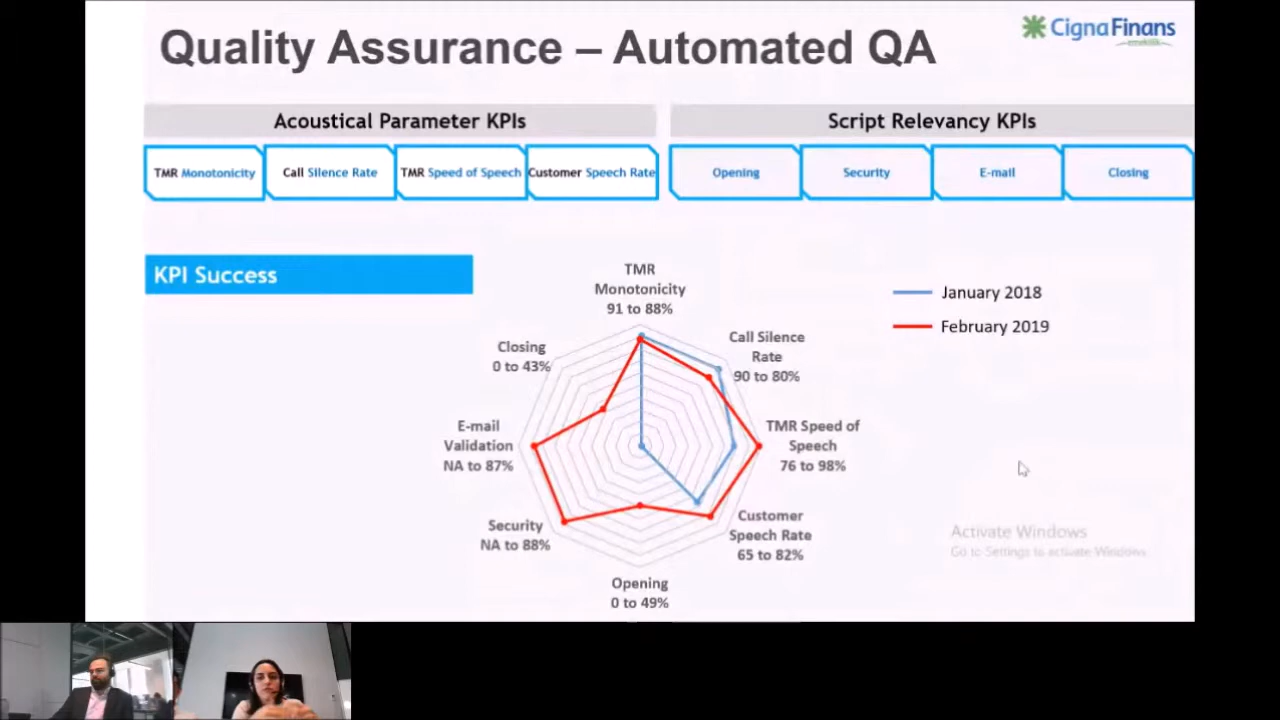 Quality Assurance – Automated QA
CignaFinans
emeklilik
Acoustical Parameter KPIs
Script Relevancy KPIs
TMR Monotonicity
Call Silence Rate
TMR Speed of Speech
Customer Speech Rate
Opening
Security
E-mail
Closing
KPI Success
TMR
Monotonicity
91 to 88%
January 2018
February 2019
Call Silence
Rate
90 to 80%
Closing
0 to 43%
TMR Speed of
Speech
76 to 98%
E-mail
Validation
NA to 87%
Customer
Speech Rate
65 to 82%
Security
NA to 88%
Opening
0 to 49%
Activate Windows
Go to Settings to activate Windows.